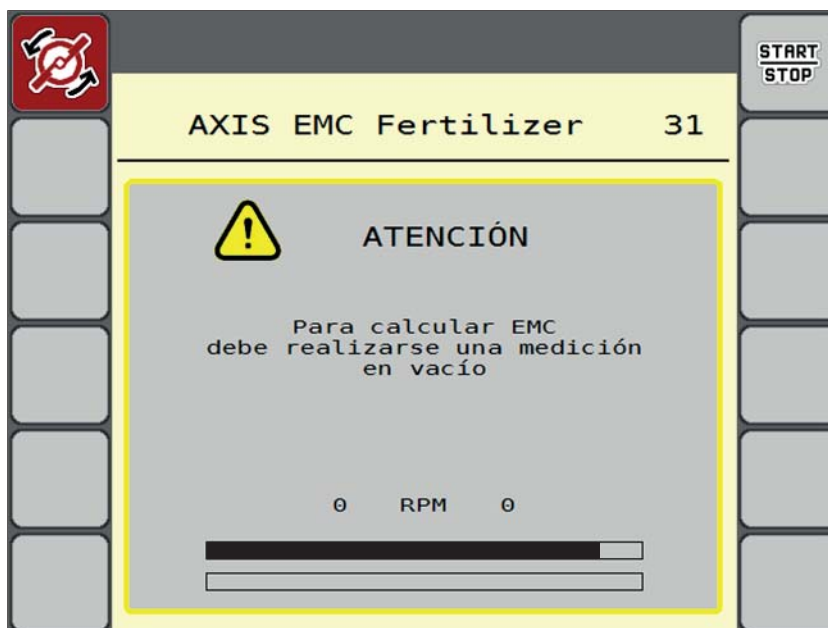 START
STOP
AXIS EMC Fertilizer 31
ATENCIÓN
Para calcular EMC
debe realizarse una medición
en vacío
0 RPM 0